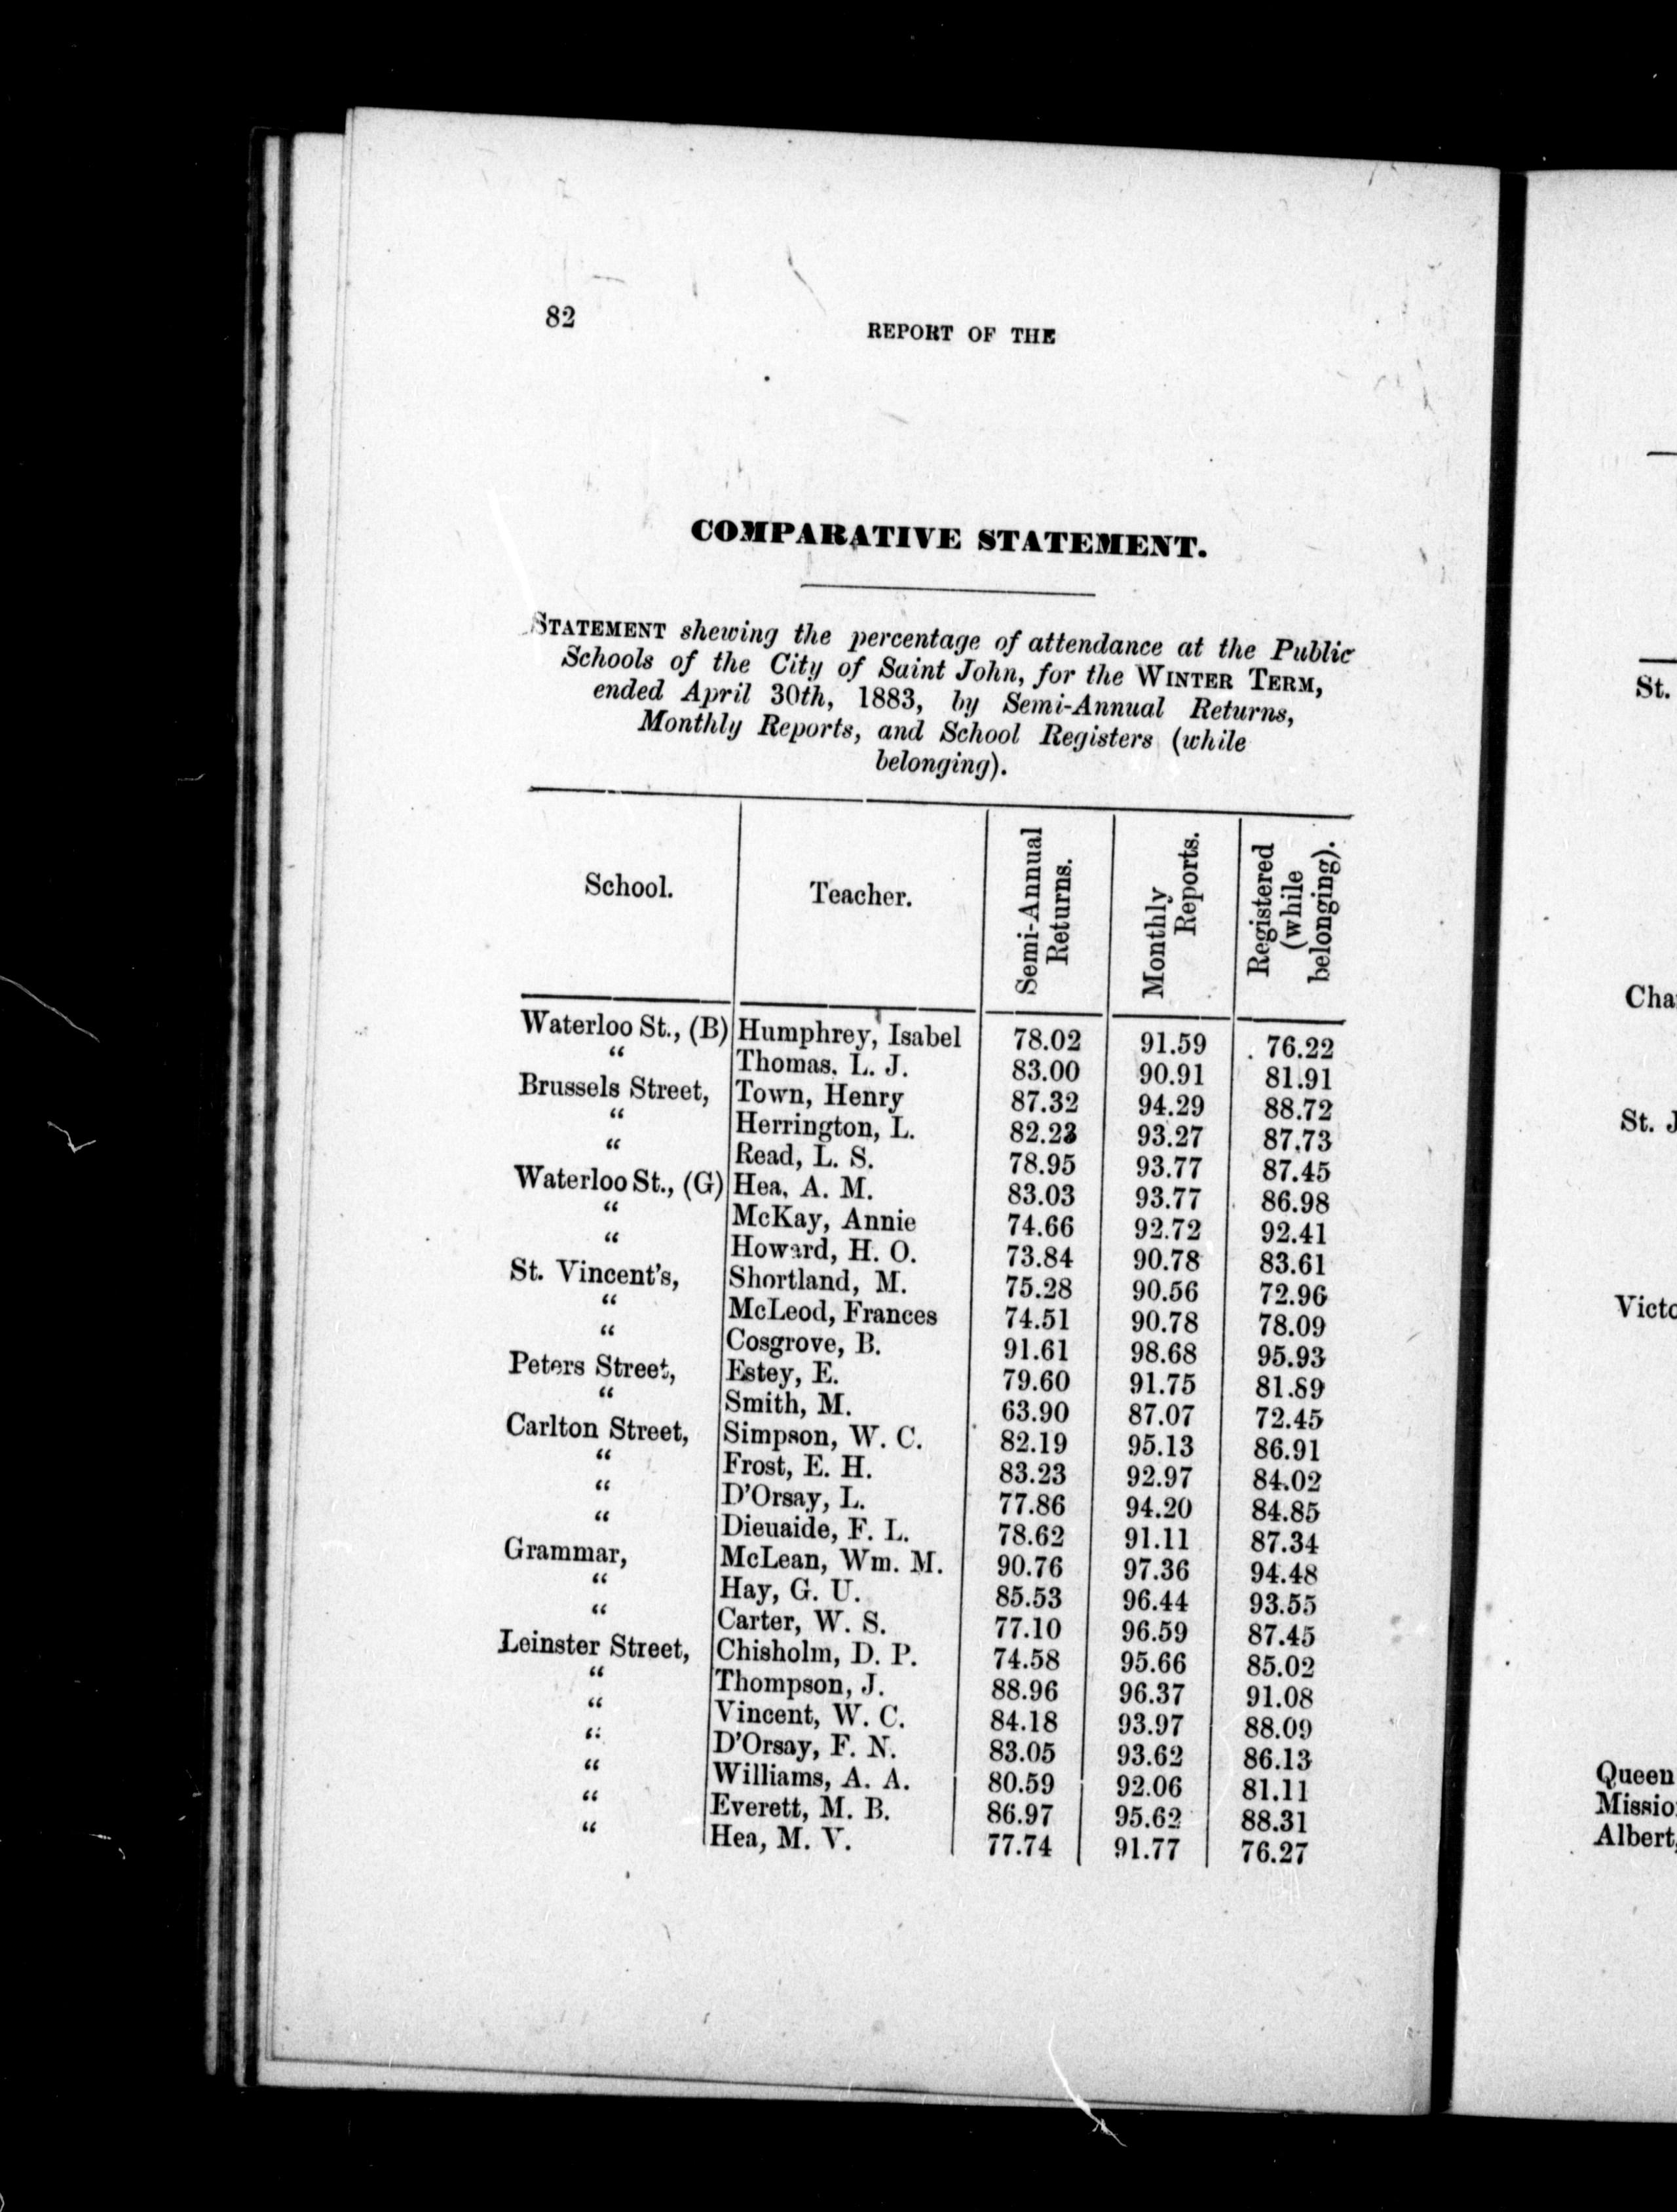 82
REPORT OF THE
COMPARATIVE STATEMENT.
STATEMENT shewing the percentage of attendance at the Public
Schools of the City of Saint John, for the WINTER TERM,
ended April 30th, 1883, by Semi-Annual Returns,
Monthly Reports, and School Registers (while
belonging).
School. Teacher. Semi-Annual Returns. Monthly Reports. Registered (while belonging).
Waterloo St., (B) Humphrey, Isabel 78.02 91.59 76.22
“ Thomas. L. J. 83.00 90.91 81.91
Brussels Street, Town, Henry 87.32 94.29 88.72
“ Herrington, L. 82.23 93.27 87.73
“ Read, L. S. 78.95 93.77 87.45
Waterloo St., (G) Hea, A. M. 83.03 93.77 86.98
“ McKay, Annie 74.66 92.72 92.41
“ Howard, H. O. 73.84 90.78 83.61
St. Vincent's, Shortland, M. 75.28 90.56 72.96
“ McLeod, Frances 74.51 90.78 78.09
“ Cosgrove, B. 91.61 98.68 95.93
Peters Street, Estey, E. 79.60 91.75 81.89
“ Smith, M. 63.90 87.07 72.45
Carlton Street, Simpson, W. C. 82.19 95.13 86.91
“ Frost, E. H. 83.23 92.97 84.02
“ D'Orsay, L. 77.86 94.20 84.85
“ Dieuaide, F. L. 78.62 91.11 87.34
Grammar, McLean, Wm. M. 90.76 97.36 94.48
“ Hay, G. U. 85.53 96.44 93.55
“ Carter, W. S. 77.10 96.59 87.45
Leinster Street, Chisholm, D. P. 74.58 95.66 85.02
“ Thompson, J. 88.96 96.37 91.08
“ Vincent, W. C. 84.18 93.97 88.09
“ D'Orsay, F. N. 83.05 93.62 86.13
“ Williams, A. A. 80.59 92.06 81.11
“ Everett, M. B. 86.97 95.62 88.31
“ Hea, M. V. 77.74 91.77 76.27
St.
St.
Queen
Albert,